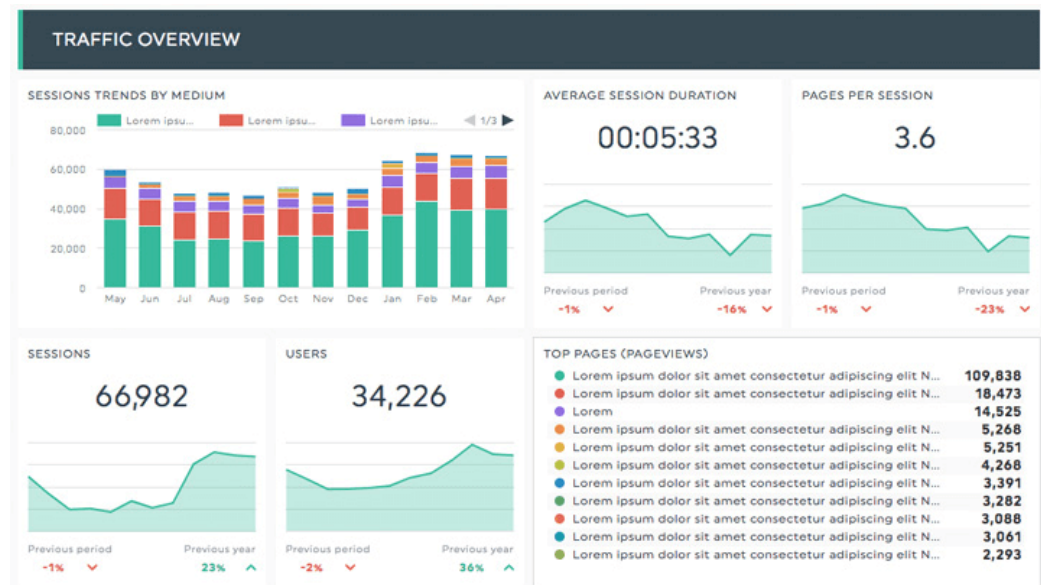 TRAFFIC OVERVIEW
SESSIONS TRENDS BY MEDIUM
Lorem ipsu... Lorem ipsu... Lorem ipsu... 1/3
80,000
60,000
40,000
20,000
0
May Jun Jul Aug Sep Oct Nov Dec Jan Feb Mar Apr
AVERAGE SESSION DURATION
00:05:33
Previous period Previous year
-1% -16%
PAGES PER SESSION
3.6
Previous period Previous year
-1% -23%
SESSIONS
66,982
Previous period Previous year
-1% 23%
USERS
34,226
Previous period Previous year
-2% 36%
TOP PAGES (PAGEVIEWS)
Lorem ipsum dolor sit amet consectetur adipiscing elit N... 109,838
Lorem ipsum dolor sit amet consectetur adipiscing elit N... 18,473
Lorem 14,525
Lorem ipsum dolor sit amet consectetur adipiscing elit N... 5,268
Lorem ipsum dolor sit amet consectetur adipiscing elit N... 5,251
Lorem ipsum dolor sit amet consectetur adipiscing elit N... 4,268
Lorem ipsum dolor sit amet consectetur adipiscing elit N... 3,391
Lorem ipsum dolor sit amet consectetur adipiscing elit N... 3,282
Lorem ipsum dolor sit amet consectetur adipiscing elit N... 3,088
Lorem ipsum dolor sit amet consectetur adipiscing elit N... 3,061
Lorem ipsum dolor sit amet consectetur adipiscing elit N... 2,293